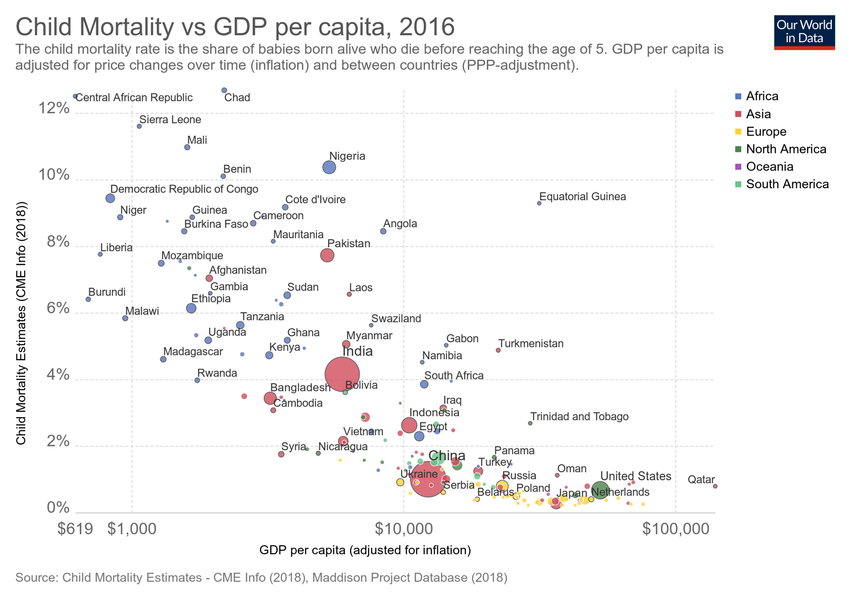 Child Mortality vs GDP per capita, 2016
Our World
in Data
The child mortality rate is the share of babies born alive who die before reaching the age of 5. GDP per capita is
adjusted for price changes over time (inflation) and between countries (PPP-adjustment).
Africa
Asia
Europe
North America
Oceania
South America
Child Mortality Estimates (CME Info (2018))
12%
10%
8%
6%
4%
2%
0%
Central African Republic
Chad
Sierra Leone
Mali
Nigeria
Benin
Democratic Republic of Congo
Equatorial Guinea
Cote d'Ivoire
Niger
Guinea
Cameroon
Burkina Faso
Angola
Mauritania
Pakistan
Liberia
Mozambique
Afghanistan
Gambia
Sudan
Laos
Burundi
Ethiopia
Malawi
Tanzania
Swaziland
Uganda
Ghana
Myanmar
Gabon
Turkmenistan
Madagascar
Kenya
India
Namibia
Rwanda
South Africa
Bangladesh
Bolivia
Cambodia
Iraq
Indonesia
Trinidad and Tobago
Vietnam
Egypt
Syria
Nicaragua
China
Panama
Turkey
Oman
Ukraine
Russia
United States
Qatar
Serbia
Belarus
Poland
Japan
Netherlands
$619
$1,000
$10,000
$100,000
GDP per capita (adjusted for inflation)
Source: Child Mortality Estimates - CME Info (2018), Maddison Project Database (2018)